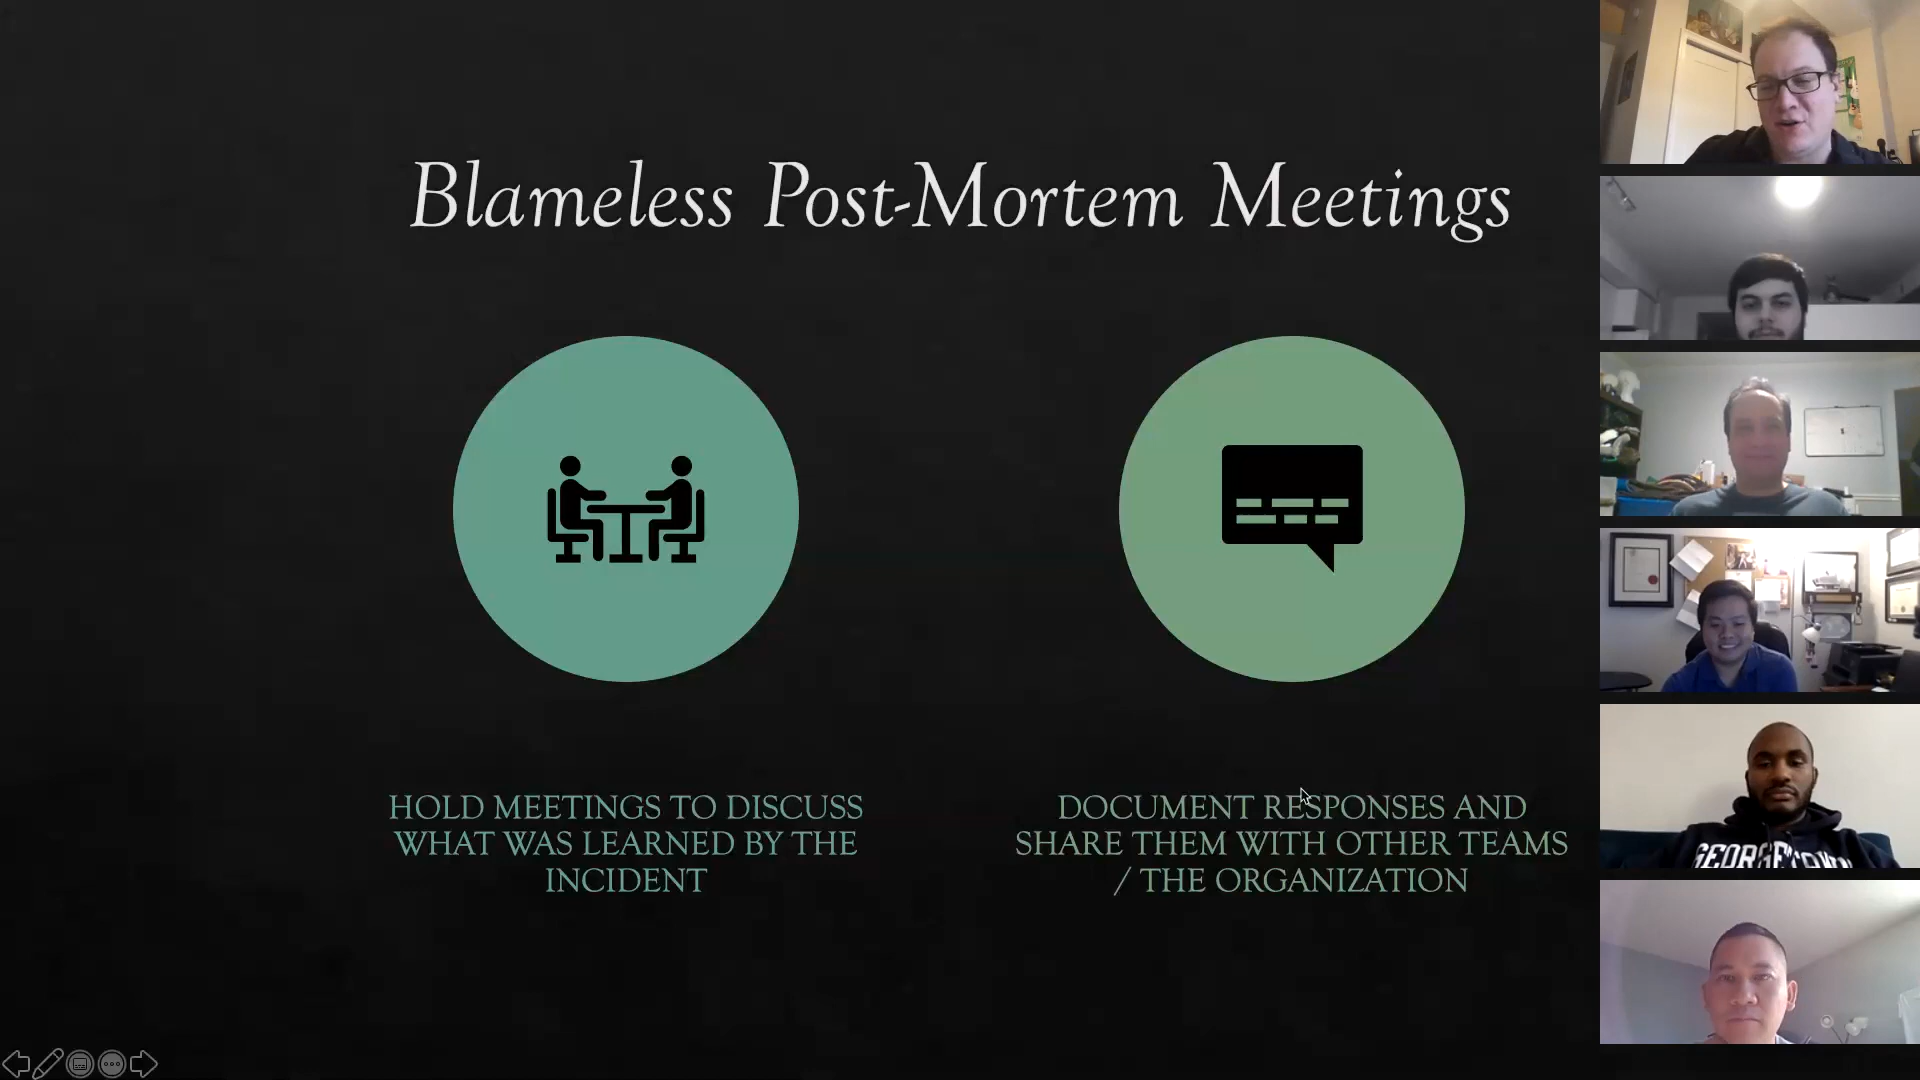 Blameless Post-Mortem Meetings
HOLD MEETINGS TO DISCUSS
WHAT WAS LEARNED BY THE
INCIDENT
DOCUMENT RESPONSES AND
SHARE THEM WITH OTHER TEAMS
/ THE ORGANIZATION
GEORGETOWN